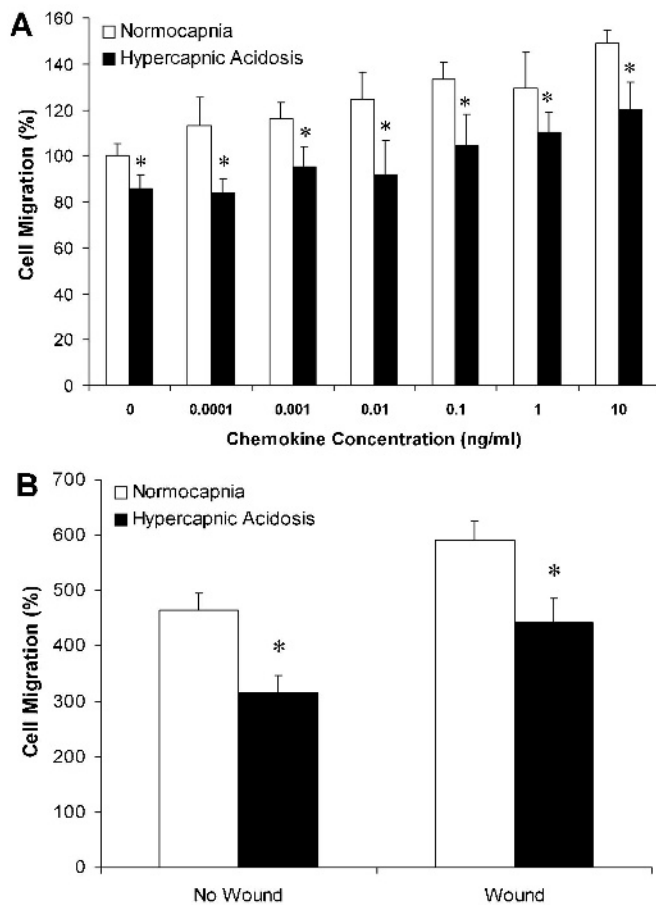 A
Normocapnia
Hypercapnic Acidosis
Cell Migration (%)
160
140
120
100
80
60
40
20
0
* * * * * * *
0 0.0001 0.001 0.01 0.1 1 10
Chemokine Concentration (ng/ml)
B
Normocapnia
Hypercapnic Acidosis
Cell Migration (%)
700
600
500
400
300
200
100
0
* *
No Wound Wound